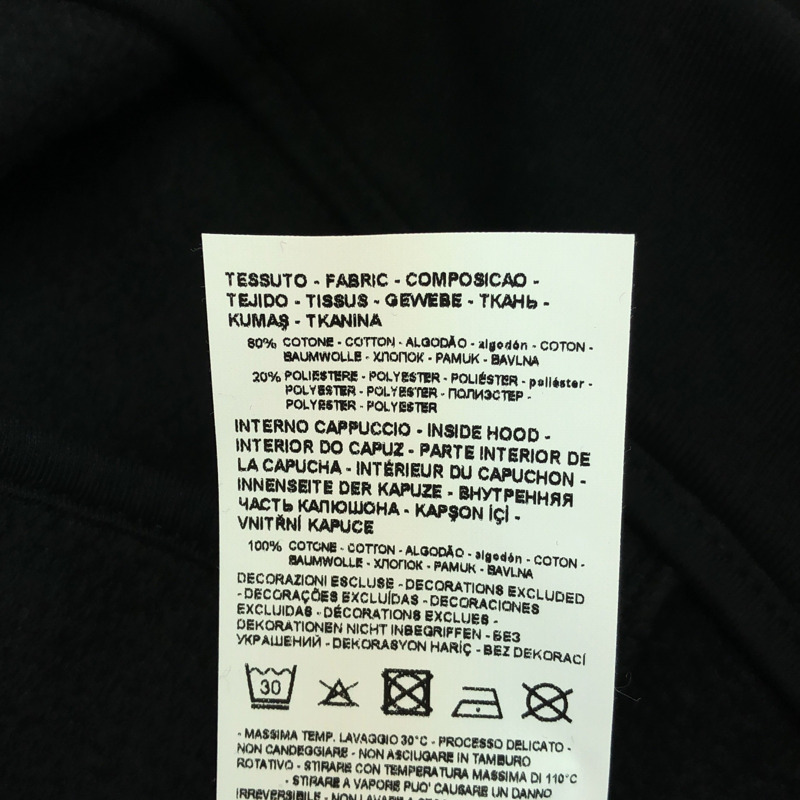 TESSUTO - FABRIC - COMPOSICAO -
TEJIDO - TISSUS - GEWEBE - ТКАНЬ -
KUMAŞ - TKANINA
80% COTONE - COTTON - ALGODÃO - algodón - COTON -
BAUMWOLLE - ХЛОПОК - PAMUK - BAVLNA
20% POLIESTERE - POLYESTER - POLIÉSTER - poliéster -
POLYESTER - POLYESTER - ПОЛИЭСТЕР -
POLYESTER - POLYESTER
INTERNO CAPPUCCIO - INSIDE HOOD -
INTERIOR DO CAPUZ - PARTE INTERIOR DE
LA CAPUCHA - INTÉRIEUR DU CAPUCHON -
INNENSEITE DER KAPUZE - ВНУТРЕННЯЯ
ЧАСТЬ КАПЮШОНА - KAPŞON İÇİ -
VNITŘNÍ KAPUCE
100% COTONE - COTTON - ALGODÃO - algodón - COTON -
BAUMWOLLE - ХЛОПОК - PAMUK - BAVLNA
DECORAZIONI ESCLUSE - DECORATIONS EXCLUDED
- DECORAÇÕES EXCLUÍDAS - DECORACIONES
EXCLUIDAS - DÉCORATIONS EXCLUES -
DEKORATIONEN NICHT INBEGRIFFEN - БЕЗ
УКРАШЕНИЙ - DEKORASYON HARİÇ - BEZ DEKORACÍ
30
- MASSIMA TEMP. LAVAGGIO 30°C - PROCESSO DELICATO -
NON CANDEGGIARE - NON ASCIUGARE IN TAMBURO
ROTATIVO - STIRARE CON TEMPERATURA MASSIMA DI 110°C
- STIRARE A VAPORE PUO' CAUSARE UN DANNO
IRREVERSIBILE - NON LAVARE A